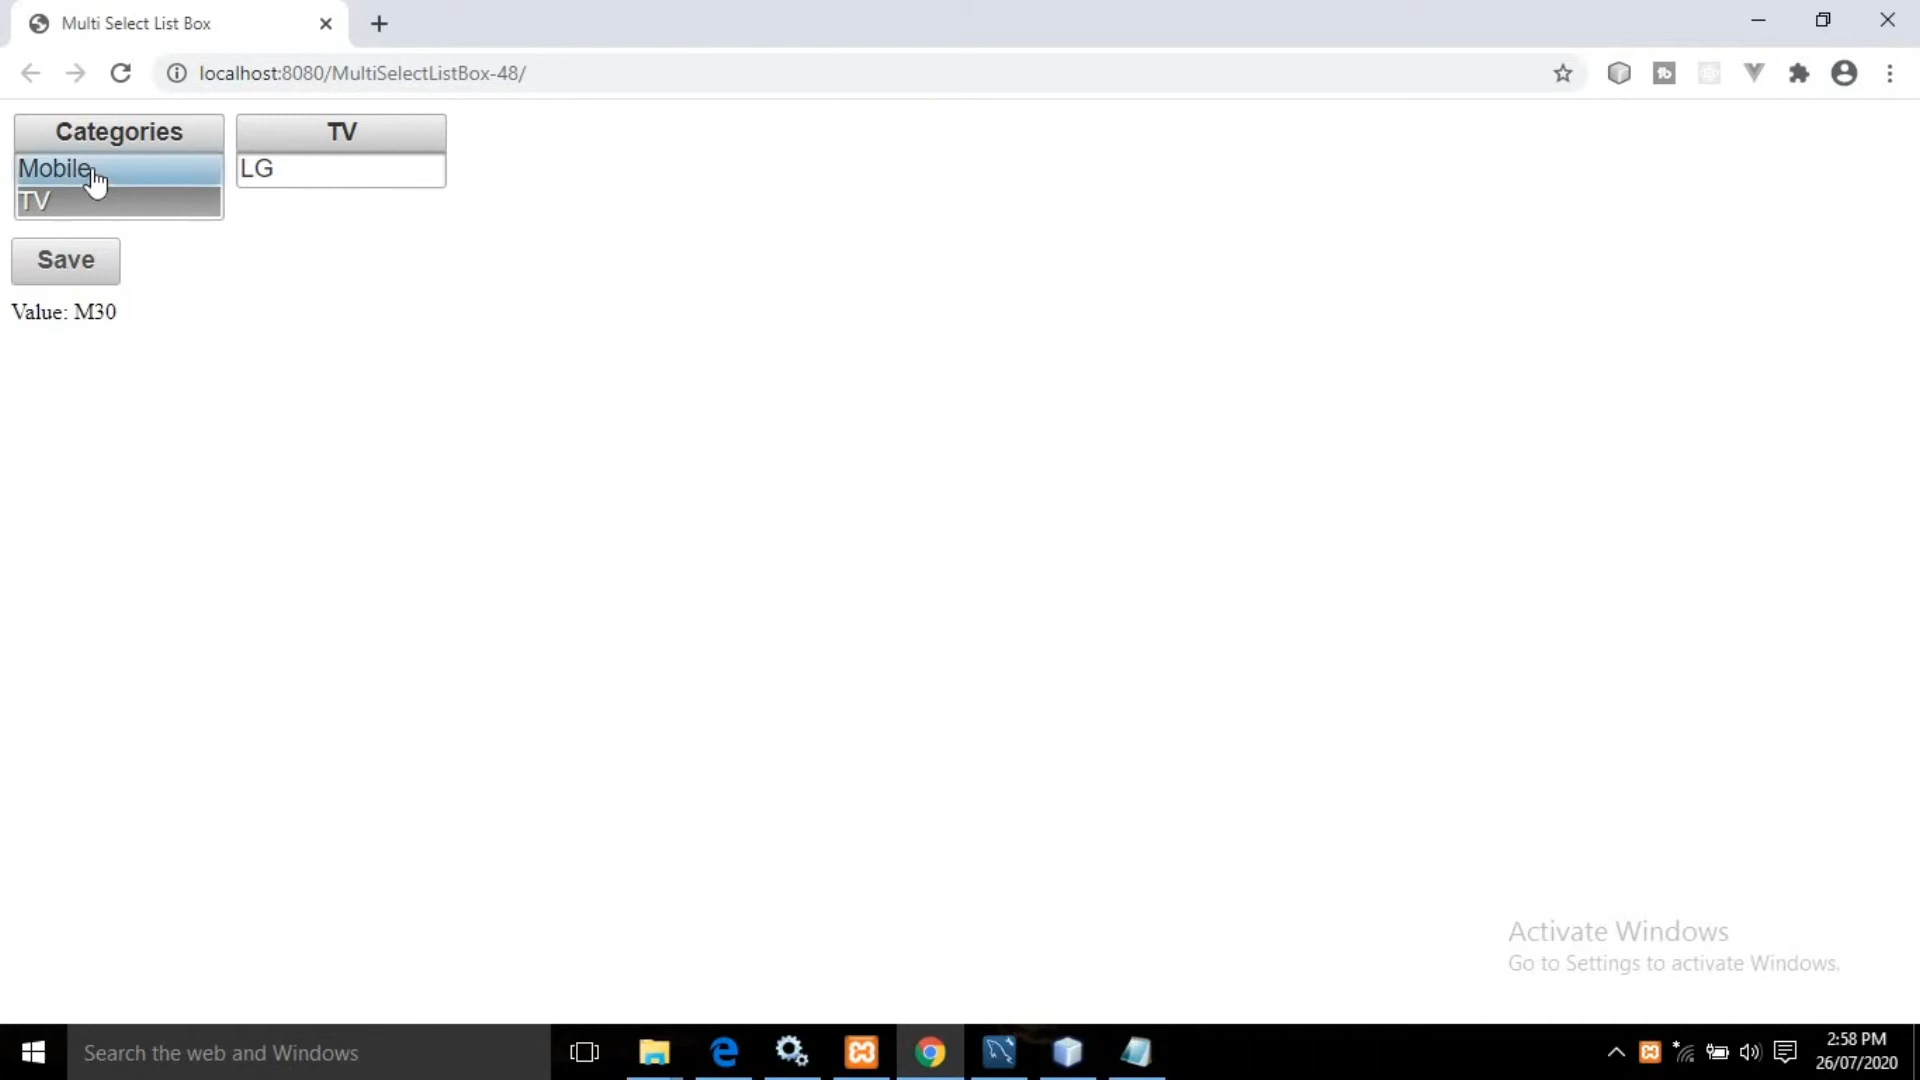 Multi Select List Box
localhost:8080/MultiSelectListBox-48/
Categories
TV
Mobile
LG
TV
Save
Value: M30
Activate Windows
Go to Settings to activate Windows.
Search the web and Windows
2:58 PM
26/07/2020